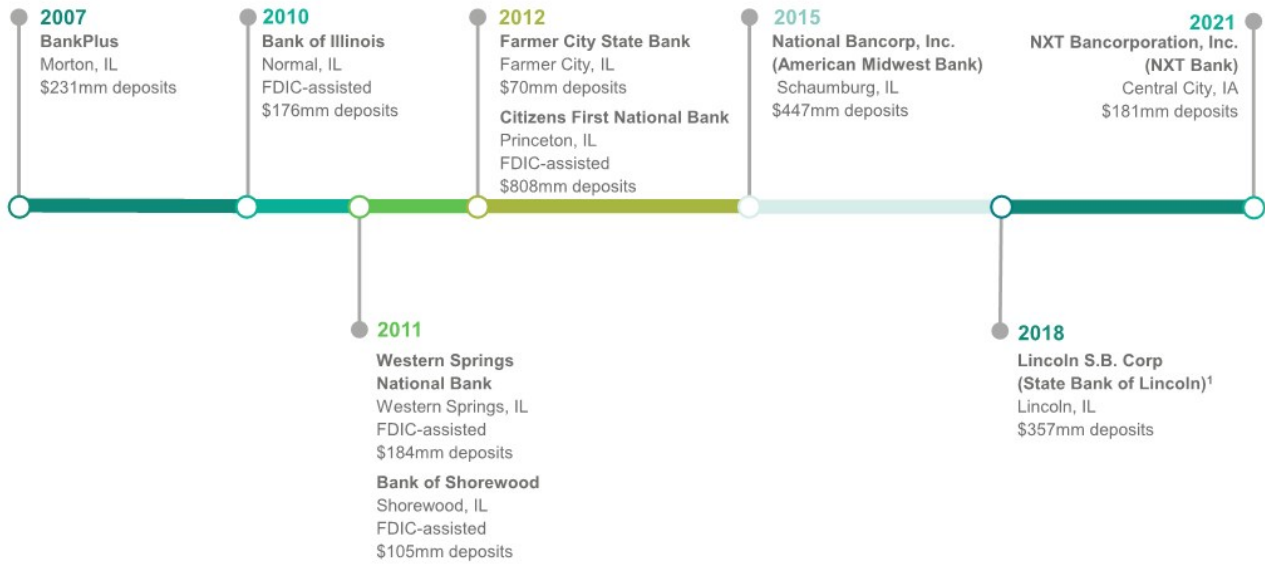 2007
BankPlus
Morton, IL
$231mm deposits
2010
Bank of Illinois
Normal, IL
FDIC-assisted
$176mm deposits
2012
Farmer City State Bank
Farmer City, IL
$70mm deposits
Citizens First National Bank
Princeton, IL
FDIC-assisted
$808mm deposits
2015
National Bancorp, Inc.
(American Midwest Bank)
Schaumburg, IL
$447mm deposits
2021
NXT Bancorporation, Inc.
(NXT Bank)
Central City, IA
$181mm deposits
2011
Western Springs
National Bank
Western Springs, IL
FDIC-assisted
$184mm deposits
Bank of Shorewood
Shorewood, IL
FDIC-assisted
$105mm deposits
2018
Lincoln S.B. Corp
(State Bank of Lincoln)¹
Lincoln, IL
$357mm deposits